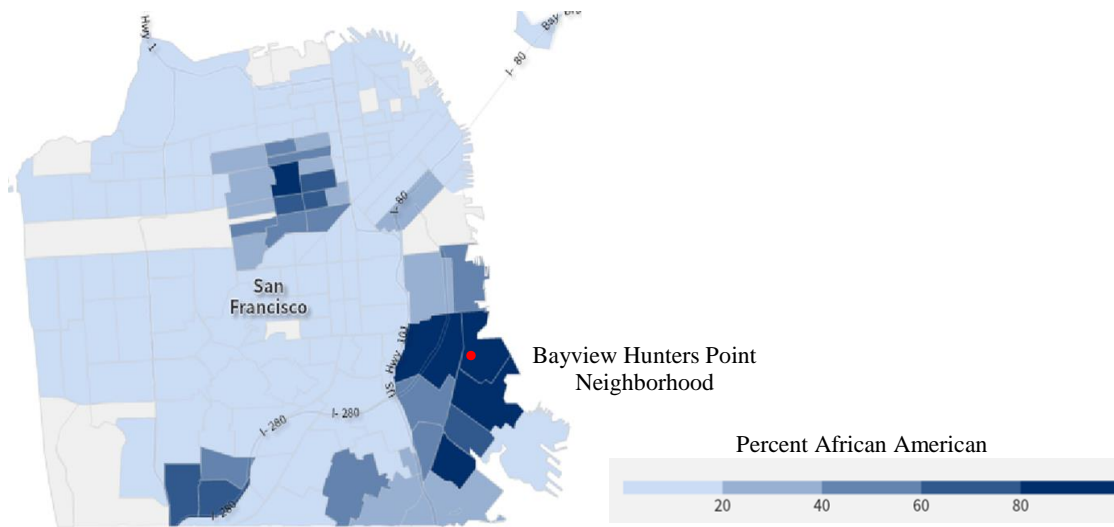 Hwy 1
Bay Br
I- 80
I- 80
San
Francisco
US Hwy 101
Bayview Hunters Point
Neighborhood
I- 280
I- 280
I- 280
Percent African American
20 40 60 80